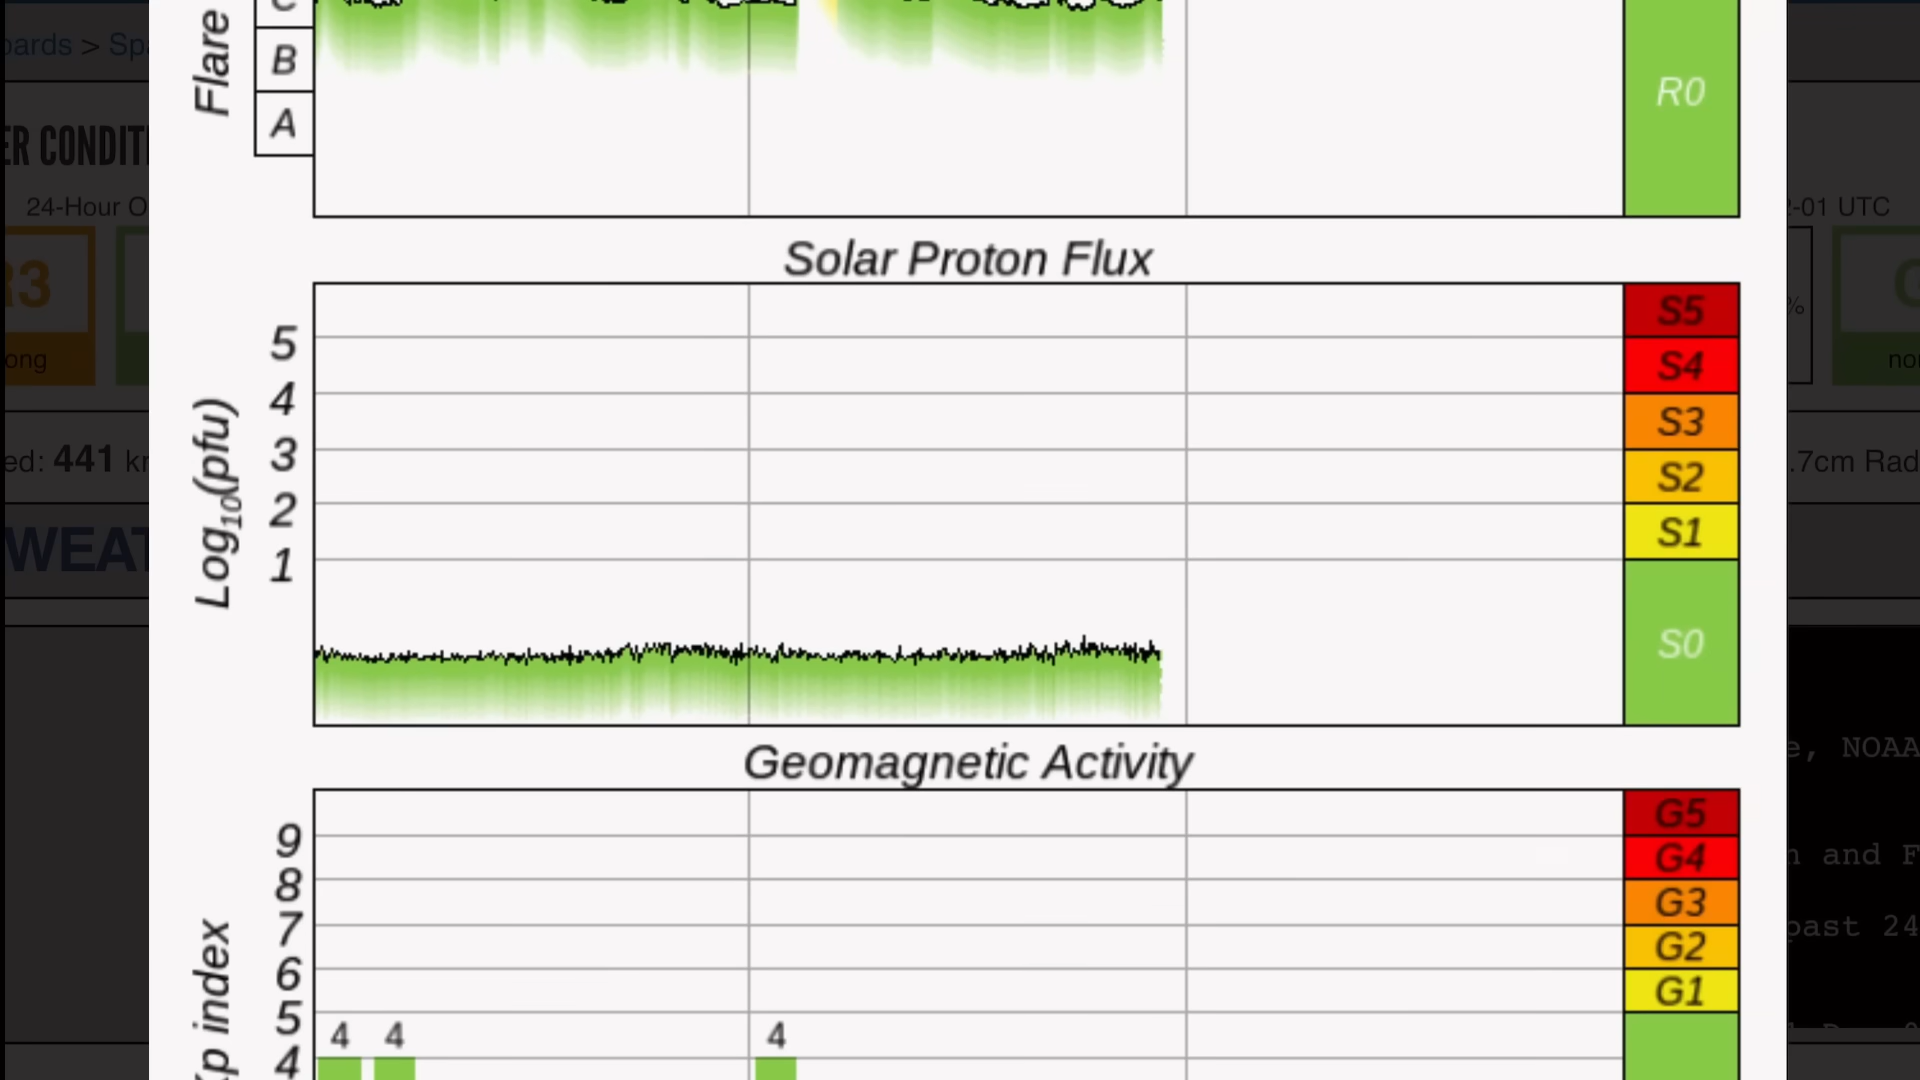 Flare
C
B
A
R0
Solar Proton Flux
Log10(pfu)
5
4
3
2
1
S5
S4
S3
S2
S1
S0
Geomagnetic Activity
index
9
8
7
6
5
4
4
4
4
G5
G4
G3
G2
G1
ards > Sp
ER CONDIT
24-Hour O
R3
ong
ed: 441 k
WEAT
-01 UTC
%
no
.7cm Rad
e, NOAA
and F
past 24